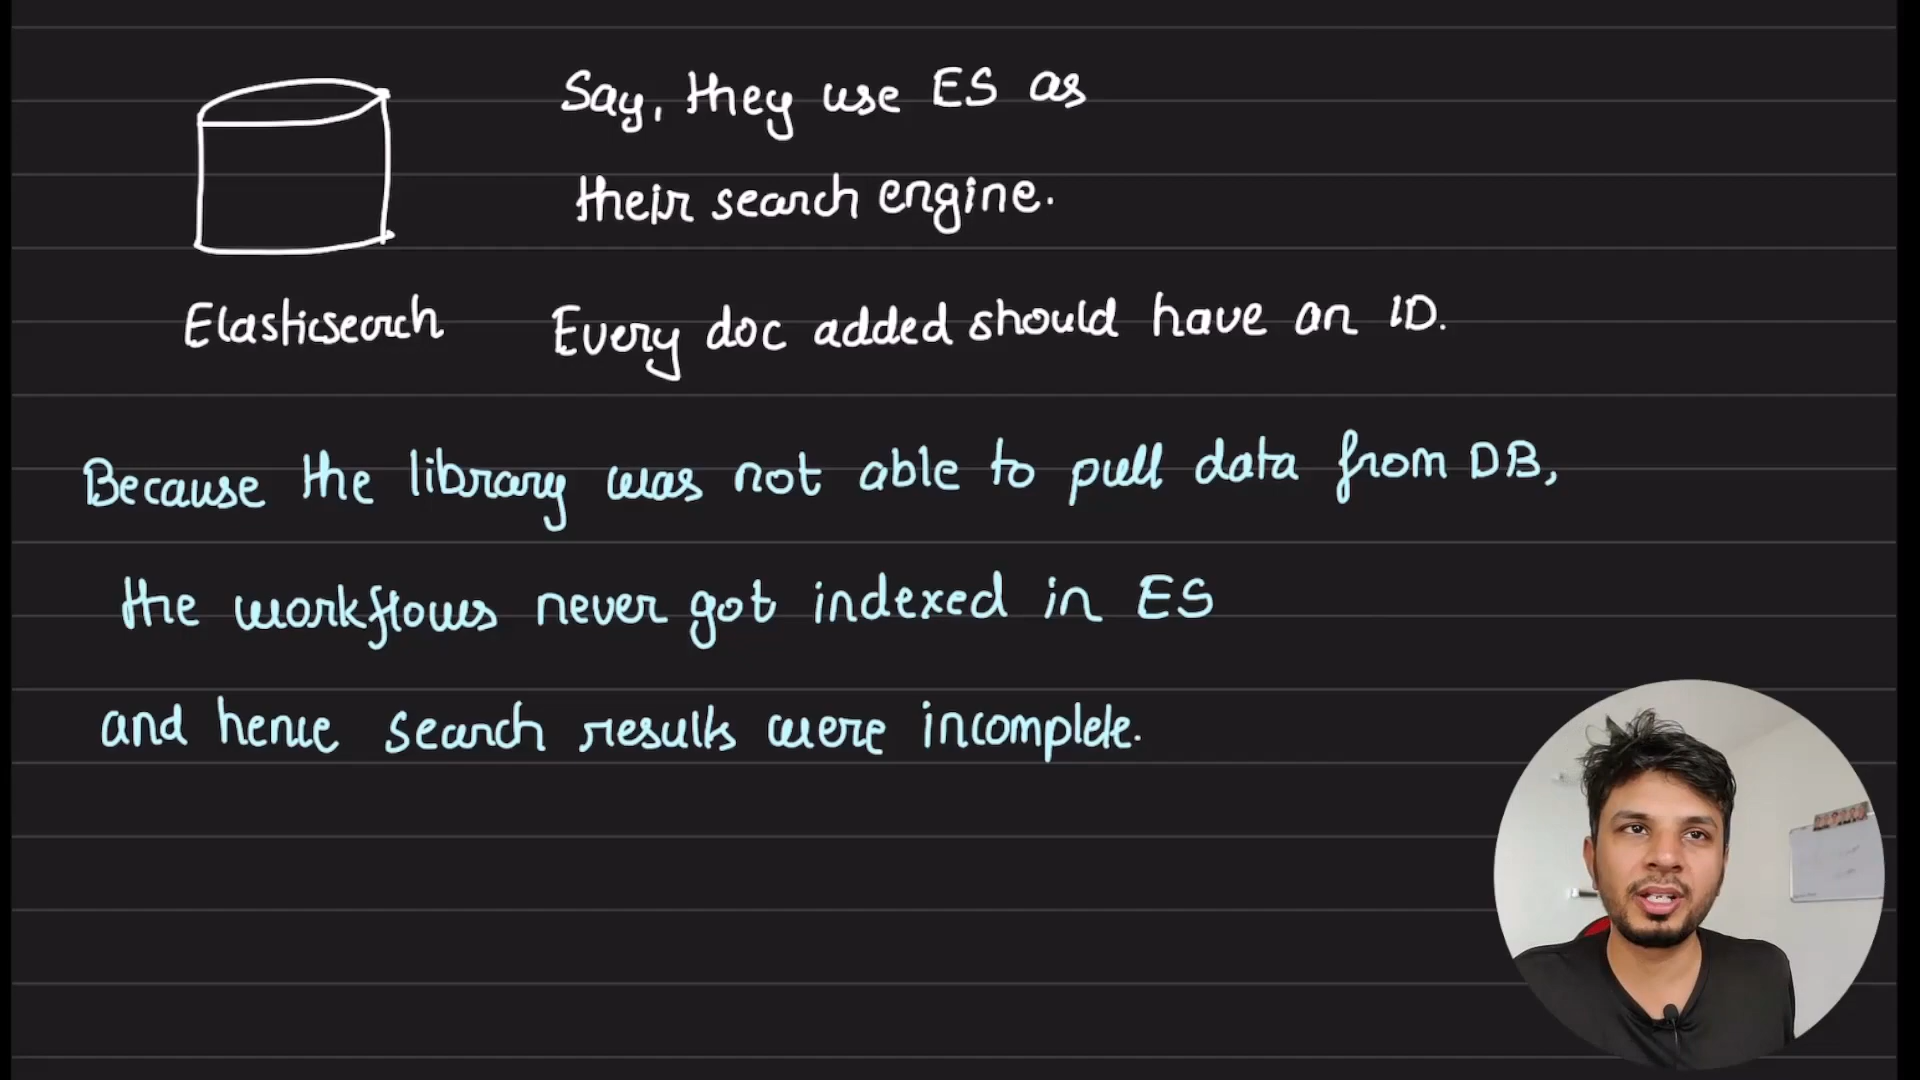 Say, they use ES as
their search engine.
Elasticsearch
Every doc added should have an ID.
Because the library was not able to pull data from DB,
the workflows never got indexed in ES
and hence search results were incomplete.